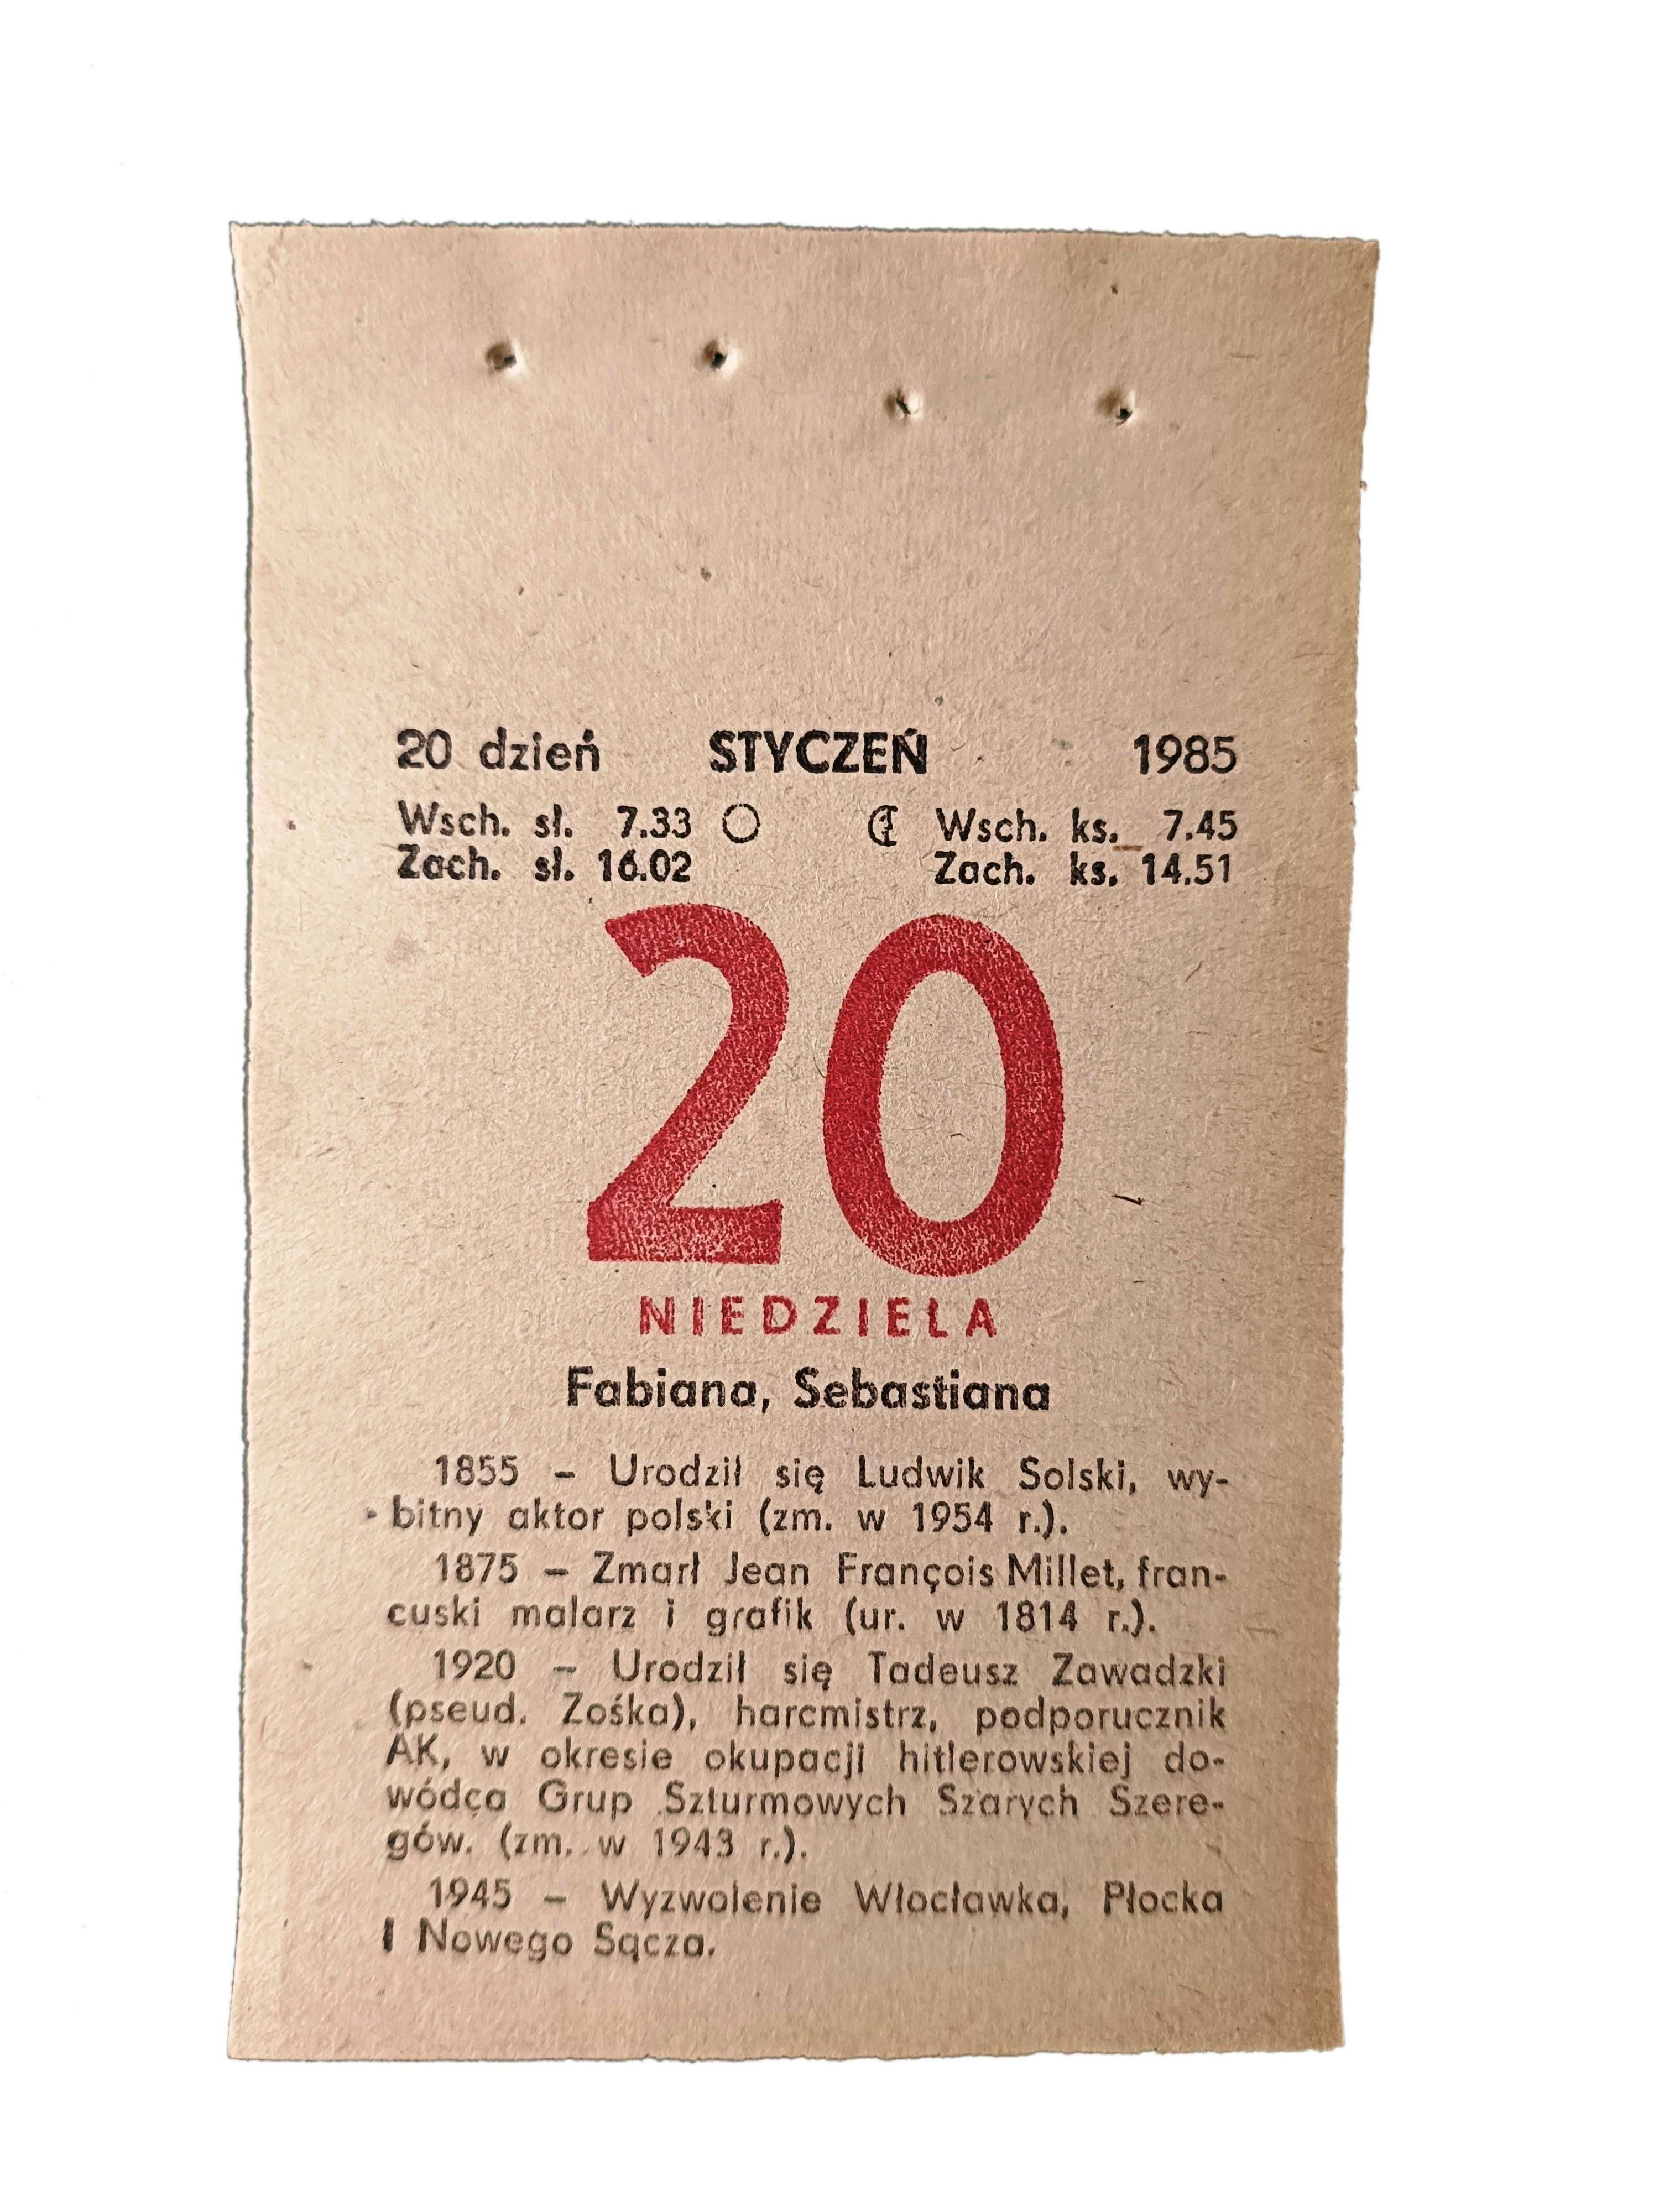 20 dzień STYCZEŃ 1985
Wsch. sł. 7.33 Wsch. ks. 7.45
Zach. sł. 16.02 Zach. ks. 14.51
20
NIEDZIELA
Fabiana, Sebastiana
1855 – Urodził się Ludwik Solski, wy-
bitny aktor polski (zm. w 1954 r.).
1875 – Zmarł Jean François Millet, fran-
cuski malarz i grafik (ur. w 1814 r.).
1920 – Urodził się Tadeusz Zawadzki
(pseud. Zośka), harcmistrz, podporucznik
AK, w okresie okupacji hitlerowskiej do-
wódca Grup Szturmowych Szarych Szere-
gów. (zm. w 1943 r.).
1945 – Wyzwolenie Włocławka, Płocka
I Nowego Sącza.